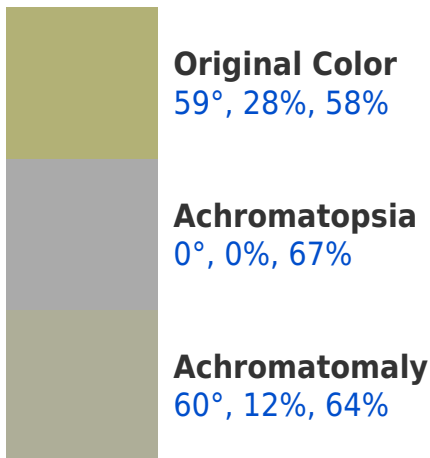 Original Color
59°, 28%, 58%
Achromatopsia
0°, 0%, 67%
Achromatomaly
60°, 12%, 64%